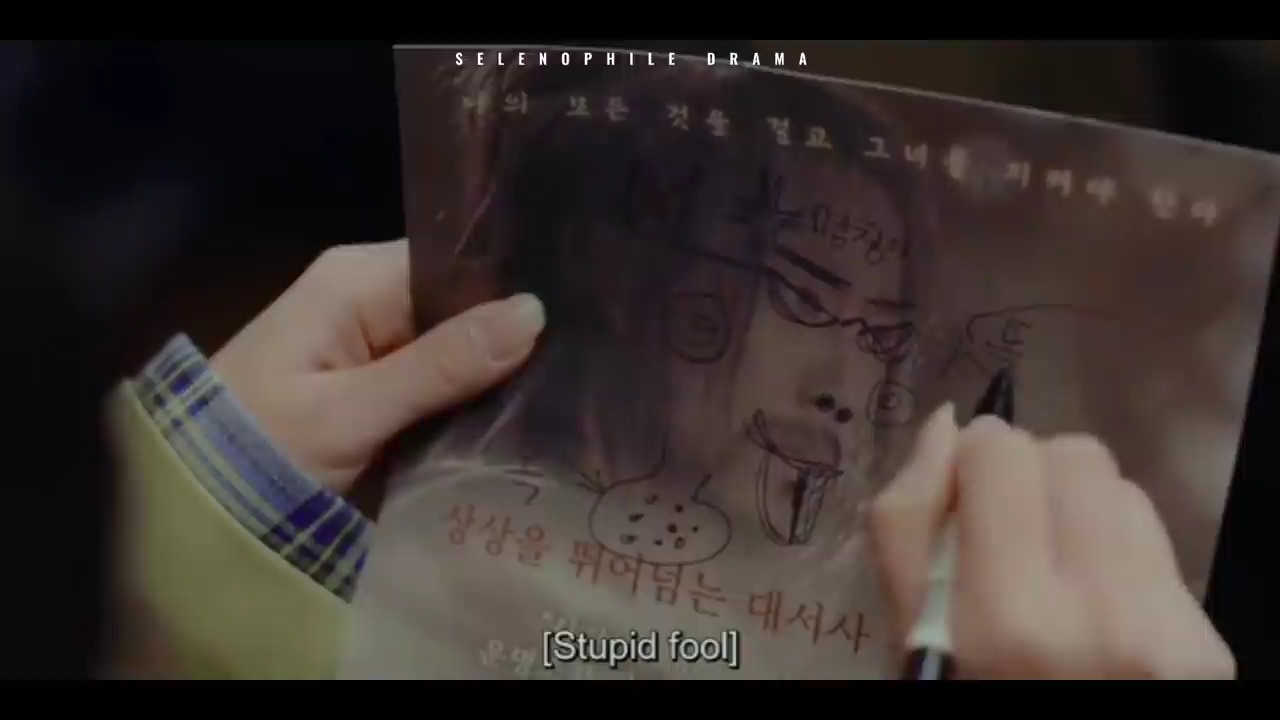 SELENOPHILE DRAMA
나의 모든 것을 걸고 그녀를 지켜야 한다
상상을 뛰어넘는 대서사
[Stupid fool]